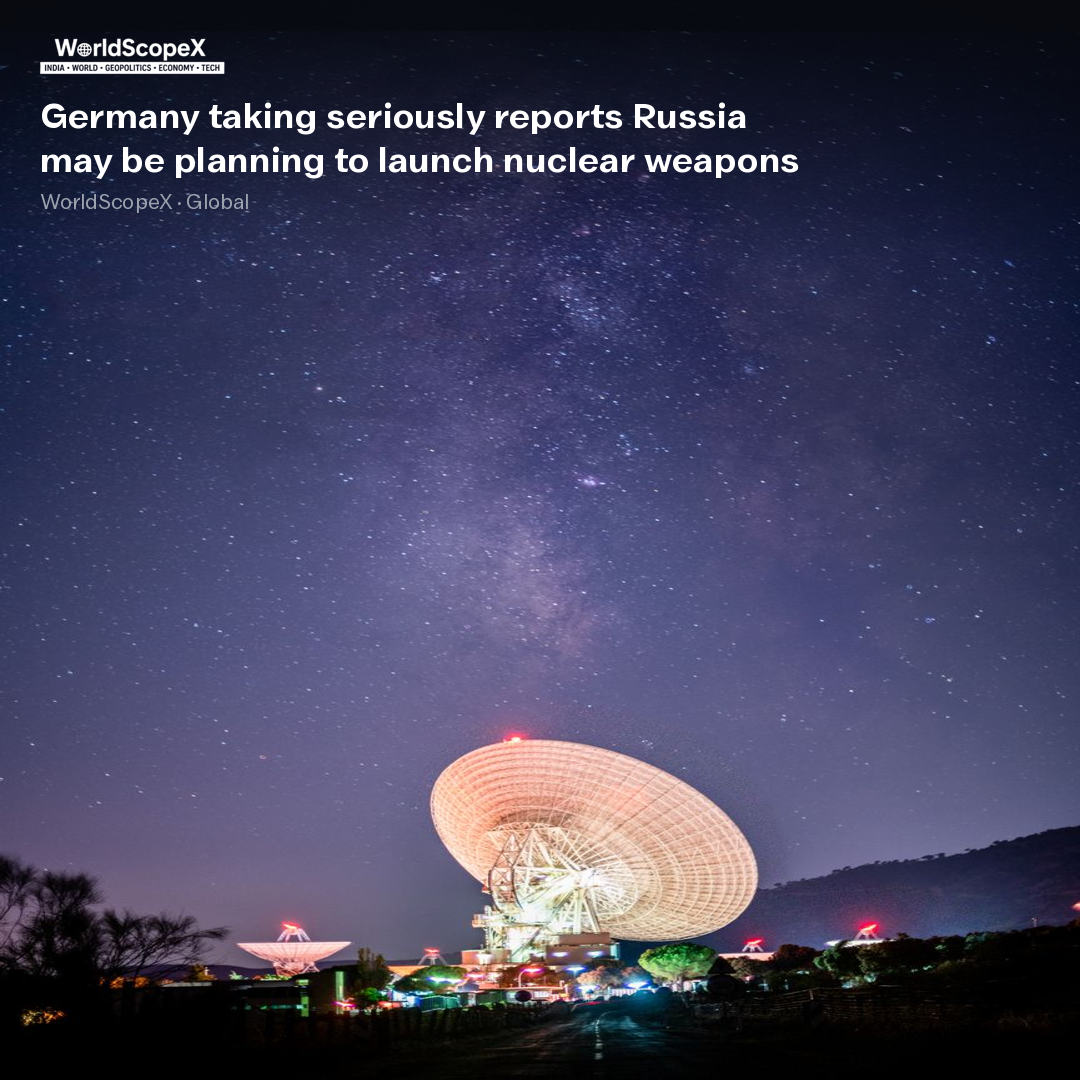 WorldScopeX
INDIA • WORLD • GEOPOLITICS • ECONOMY • TECH
Germany taking seriously reports Russia
may be planning to launch nuclear weapons
WorldScopeX · Global